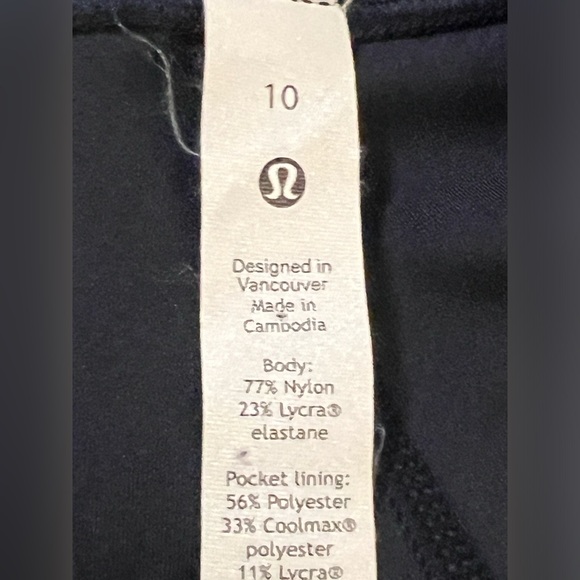 10
Designed in
Vancouver
Made in
Cambodia
Body:
77% Nylon
23% Lycra®
elastane
Pocket lining:
56% Polyester
33% Coolmax®
polyester
11% Lycra®